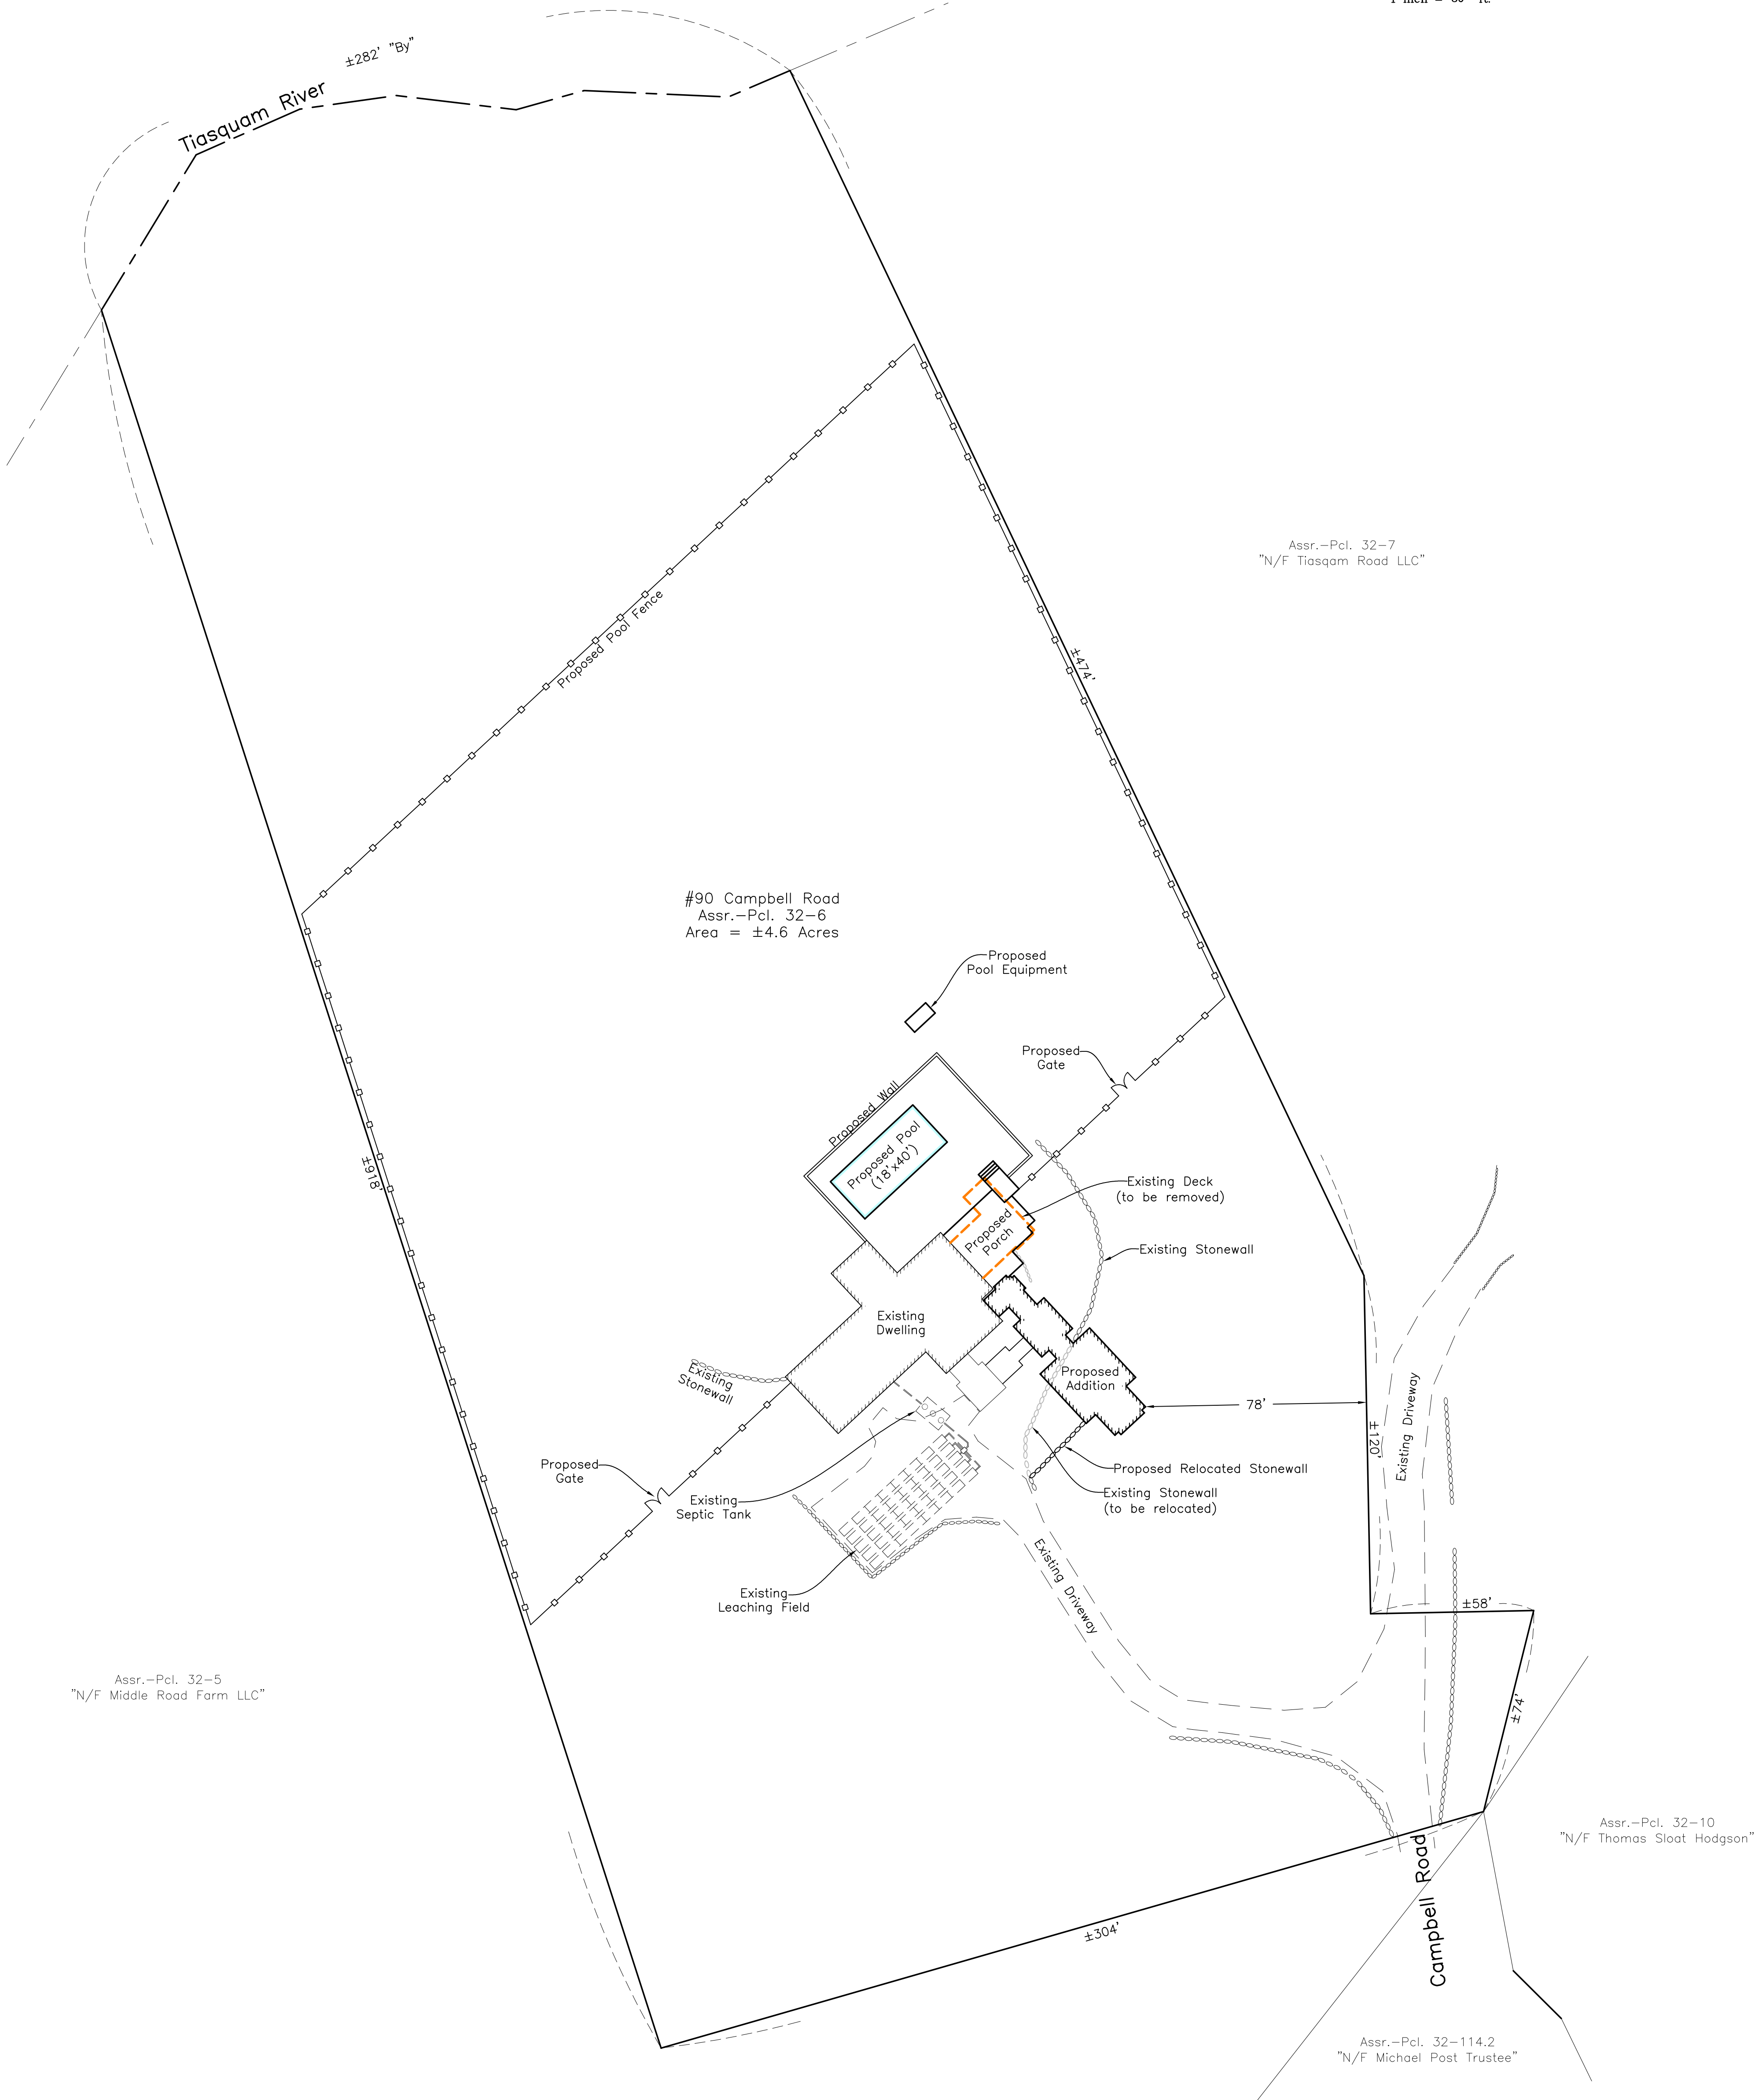 ±282' "By"
Tiasquam River
Assr.-Pcl. 32-7
"N/F Tiasqam Road LLC"
Proposed Pool Fence
±474'
#90 Campbell Road
Assr.-Pcl. 32-6
Area = ±4.6 Acres
Proposed
Pool Equipment
Proposed
Gate
Proposed Wall
Proposed Pool
(18'x40')
±918'
Existing Deck
(to be removed)
Proposed
Porch
Existing Stonewall
Existing
Dwelling
Existing
Stonewall
Proposed
Addition
78'
±120'
Existing Driveway
Proposed
Gate
Existing
Septic Tank
Proposed Relocated Stonewall
Existing Stonewall
(to be relocated)
Existing Driveway
Existing
Leaching Field
±58'
Assr.-Pcl. 32-5
"N/F Middle Road Farm LLC"
±74'
Assr.-Pcl. 32-10
"N/F Thomas Sloat Hodgson"
Campbell Road
±304'
Assr.-Pcl. 32-114.2
"N/F Michael Post Trustee"